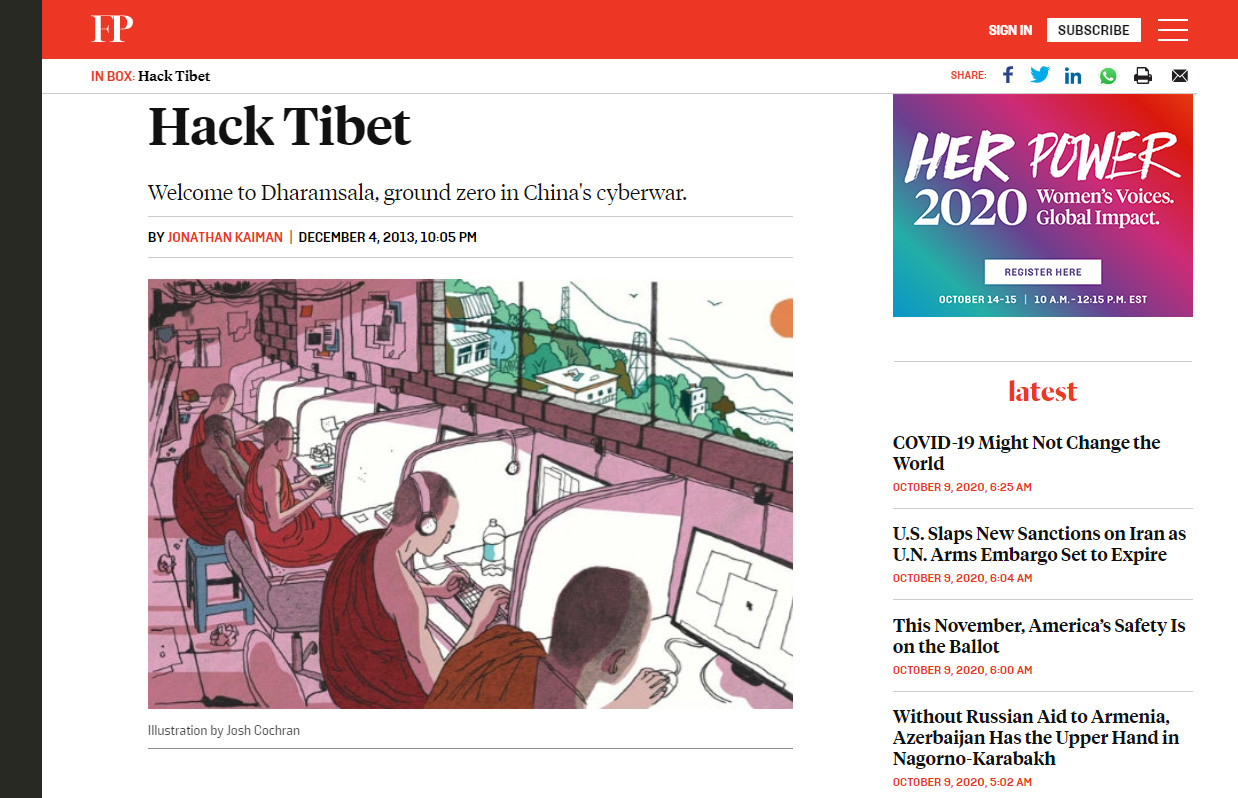 FP
SIGN IN
SUBSCRIBE
IN BOX: Hack Tibet
SHARE:
Hack Tibet
Welcome to Dharamsala, ground zero in China's cyberwar.
BY JONATHAN KAIMAN | DECEMBER 4, 2013, 10:05 PM
Illustration by Josh Cochran
HER POWER
2020 Women's Voices.
Global Impact.
REGISTER HERE
OCTOBER 14-15 | 10 A.M.-12:15 P.M. EST
latest
COVID-19 Might Not Change the
World
OCTOBER 9, 2020, 6:25 AM
U.S. Slaps New Sanctions on Iran as
U.N. Arms Embargo Set to Expire
OCTOBER 9, 2020, 6:04 AM
This November, America’s Safety Is
on the Ballot
OCTOBER 9, 2020, 6:00 AM
Without Russian Aid to Armenia,
Azerbaijan Has the Upper Hand in
Nagorno-Karabakh
OCTOBER 9, 2020, 5:02 AM